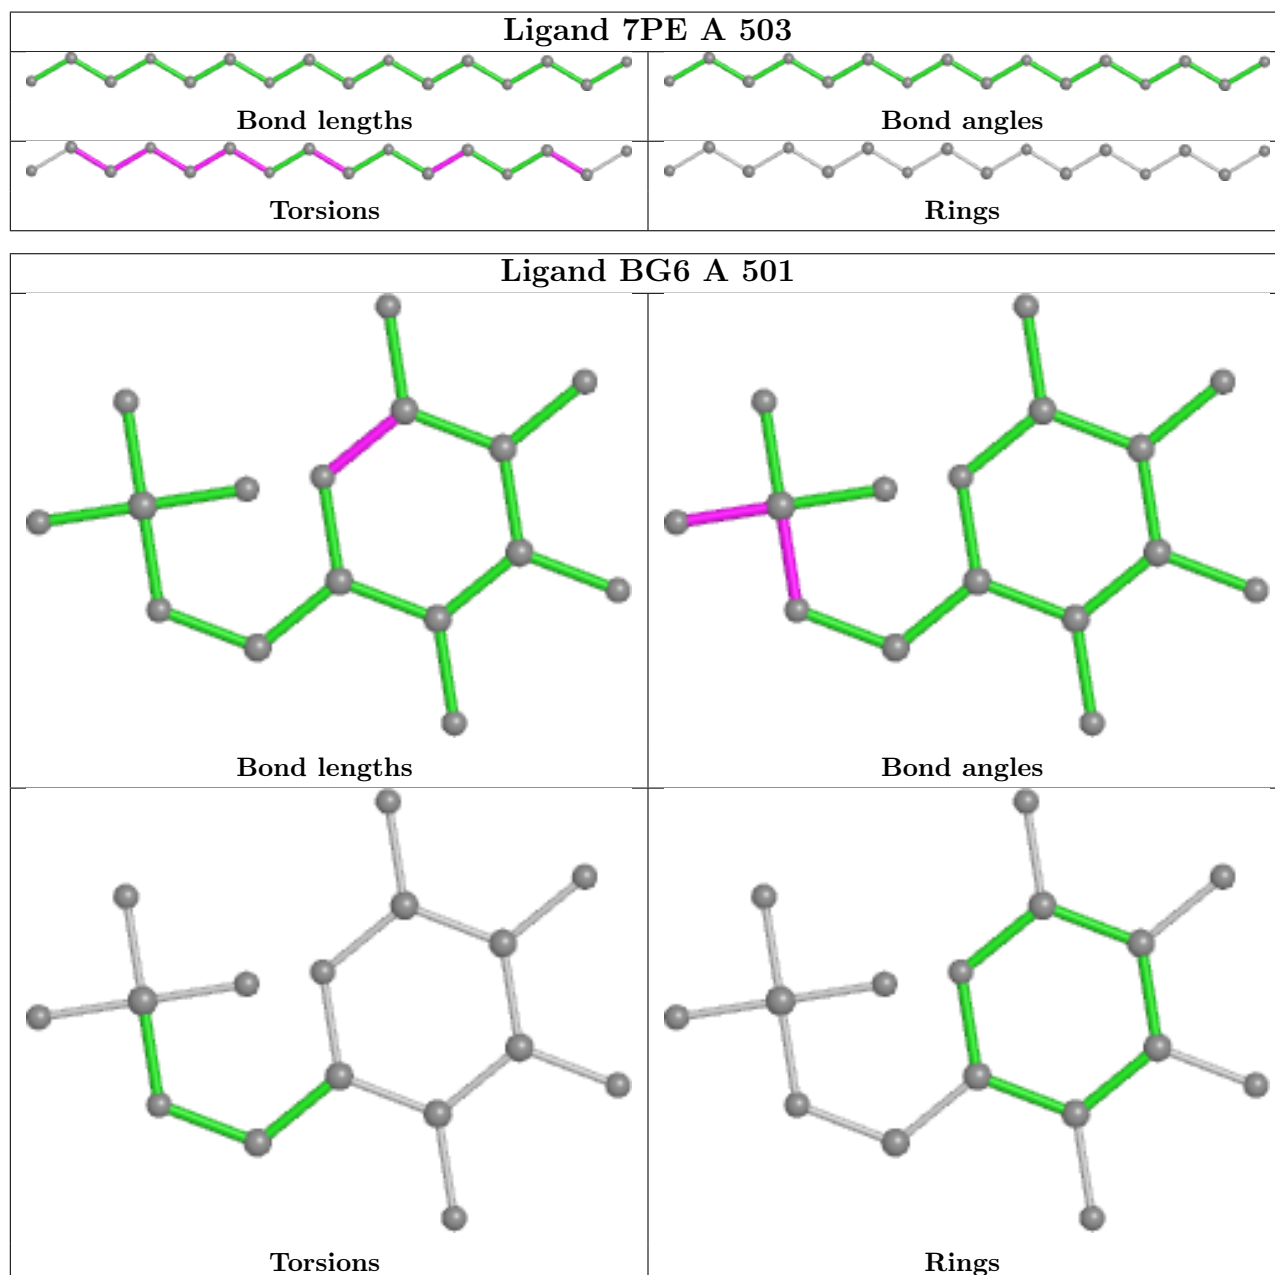 Ligand 7PE A 503
Bond lengths
Bond angles
Torsions
Rings
Ligand BG6 A 501
Bond lengths
Bond angles
Torsions
Rings